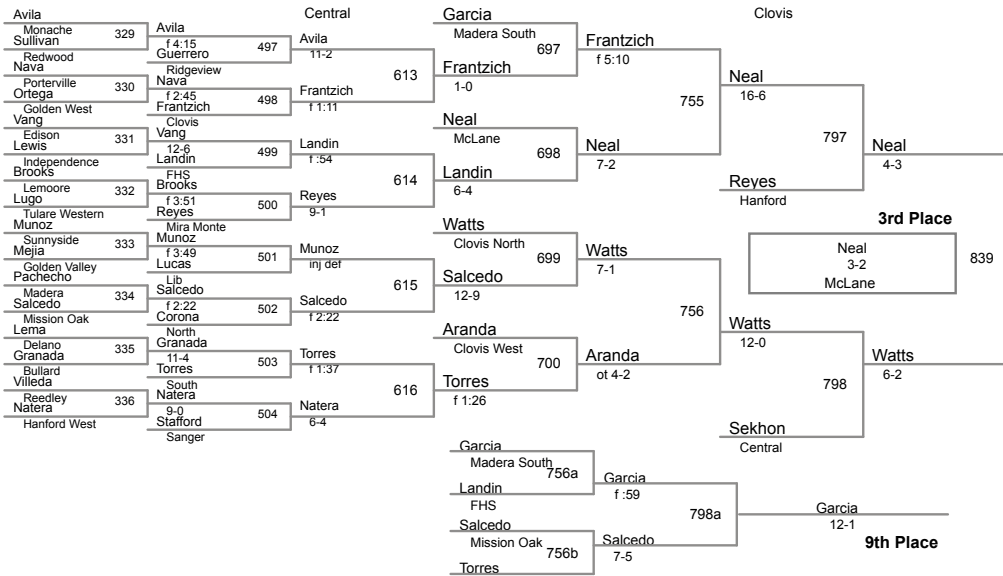 Central
Clovis
Avila
Monache
329
Sullivan
Redwood
Nava
Porterville
330
Ortega
Golden West
Vang
Edison
331
Lewis
Independence
Brooks
Lemoore
332
Lugo
Tulare Western
Munoz
Sunnyside
333
Mejia
Golden Valley
Pachecho
Madera
334
Salcedo
Mission Oak
Lema
Delano
335
Granada
Bullard
Villeda
Reedley
336
Natera
Hanford West
Avila
f 4:15
497
Guerrero
Ridgeview
Nava
f 2:45
498
Frantzich
Clovis
Vang
12-6
499
Landin
FHS
Brooks
f 3:51
500
Reyes
Mira Monte
Munoz
f 3:49
501
Lucas
Lib
Salcedo
f 2:22
502
Corona
North
Granada
11-4
503
Torres
South
Natera
9-0
504
Stafford
Sanger
Avila
11-2
613
Frantzich
f 1:11
Landin
f :54
614
Reyes
9-1
Munoz
inj def
615
Salcedo
f 2:22
Torres
f 1:37
616
Natera
6-4
Garcia
Madera South
697
Frantzich
1-0
Neal
McLane
698
Landin
6-4
Watts
Clovis North
699
Salcedo
12-9
Aranda
Clovis West
700
Torres
f 1:26
Frantzich
f 5:10
755
Neal
7-2
Watts
7-1
756
Aranda
ot 4-2
Neal
16-6
797
Reyes
Hanford
Watts
12-0
798
Sekhon
Central
Neal
4-3
3rd Place
Neal
3-2
McLane
839
Watts
6-2
Garcia
Madera South
756a
Landin
FHS
Salcedo
Mission Oak
756b
Torres
Garcia
f :59
798a
Salcedo
7-5
Garcia
12-1
9th Place